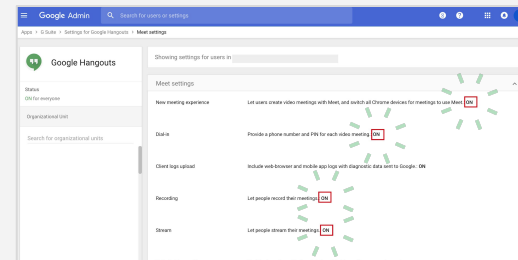 Google Admin
Search for users or settings
Apps > G Suite > Settings for Google Hangouts > Meet settings
Google Hangouts
Status
ON for everyone
Organizational Unit
Search for organizational units
Showing settings for users in
Meet settings
New meeting experience Let users create video meetings with Meet, and switch all Chrome devices for meetings to use Meet: ON
Dial-in Provide a phone number and PIN for each video meeting. ON
Client logs upload Include web-browser and mobile app logs with diagnostic data sent to Google.: ON
Recording Let people record their meetings. ON
Stream Let people stream their meetings. ON